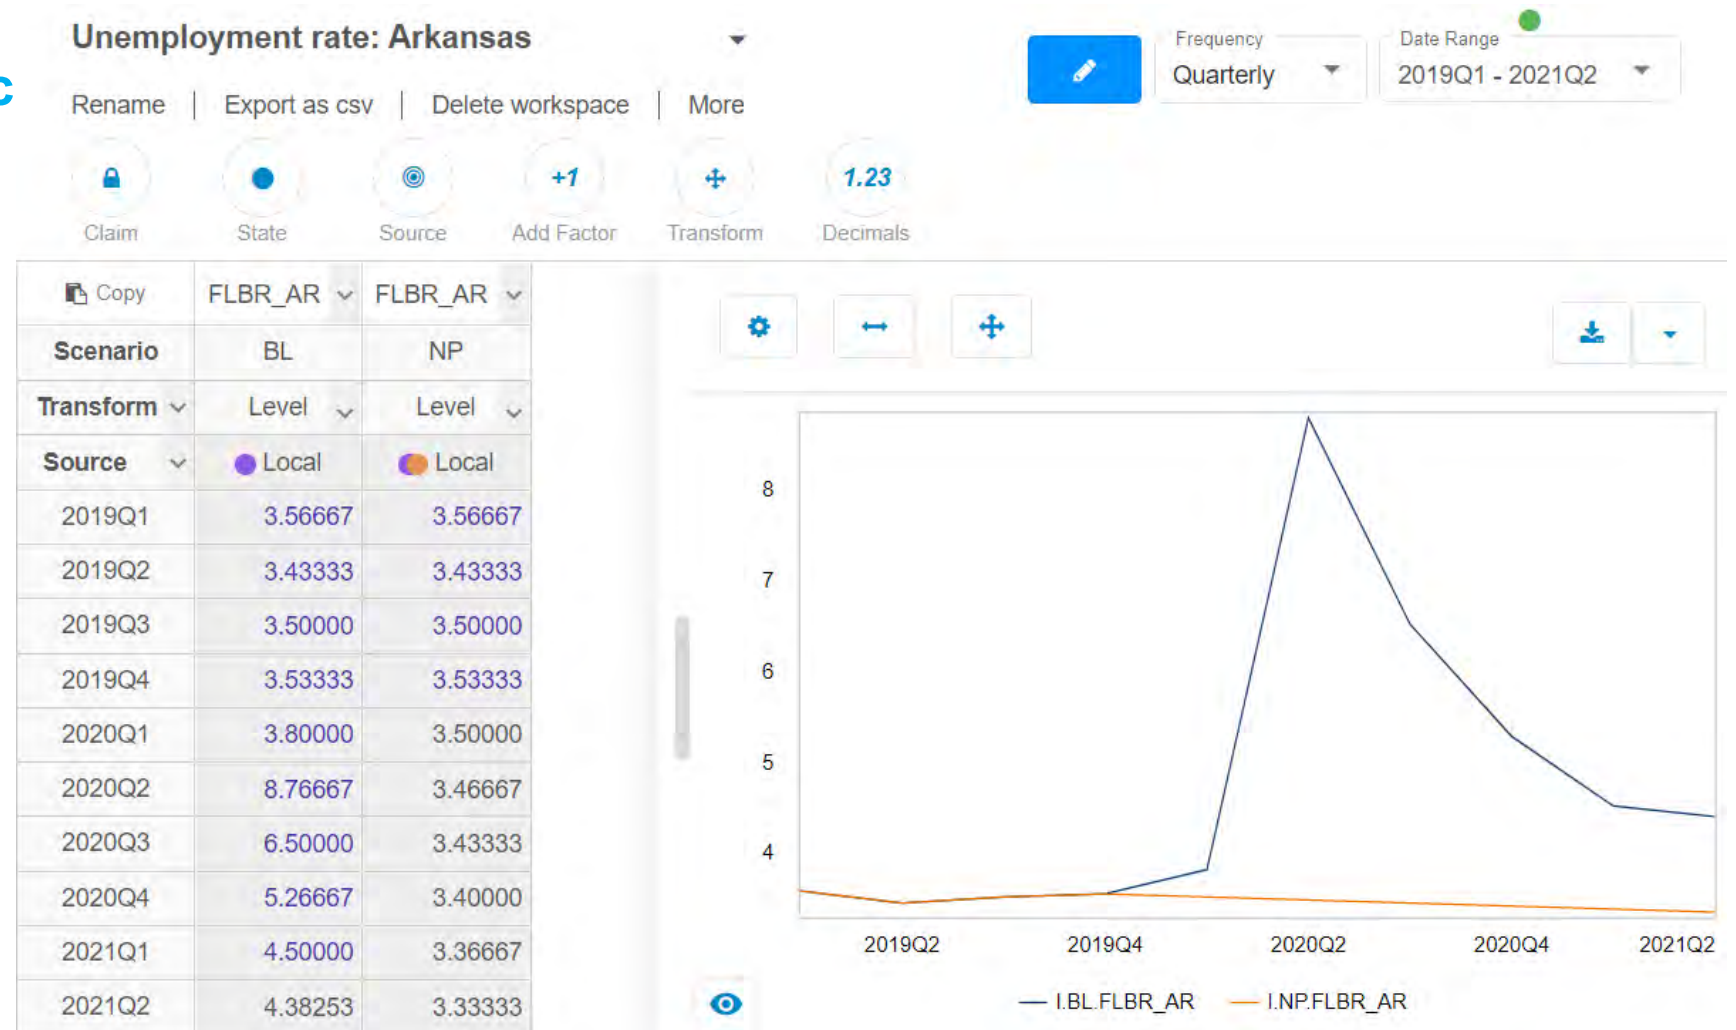 Unemployment rate: Arkansas
Frequency
Quarterly
Date Range
2019Q1 - 2021Q2
c
Rename | Export as csv | Delete workspace | More
+1
1.23
Claim State Source Add Factor Transform Decimals
Copy FLBR_AR FLBR_AR
Scenario BL NP
Transform Level Level
Source Local Local
2019Q1 3.56667 3.56667
2019Q2 3.43333 3.43333
2019Q3 3.50000 3.50000
2019Q4 3.53333 3.53333
2020Q1 3.80000 3.50000
2020Q2 8.76667 3.46667
2020Q3 6.50000 3.43333
2020Q4 5.26667 3.40000
2021Q1 4.50000 3.36667
2021Q2 4.38253 3.33333
8
7
6
5
4
2019Q2 2019Q4 2020Q2 2020Q4 2021Q2
I.BL.FLBR_AR I.NP.FLBR_AR